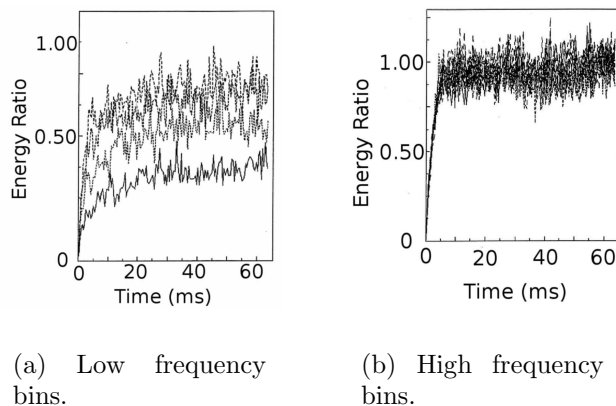 1.00
0.50
0
Energy Ratio
0 20 40 60
Time (ms)
1.00
0.50
0
Energy Ratio
0 20 40 60
Time (ms)
(a) Low frequency
bins.
(b) High frequency
bins.